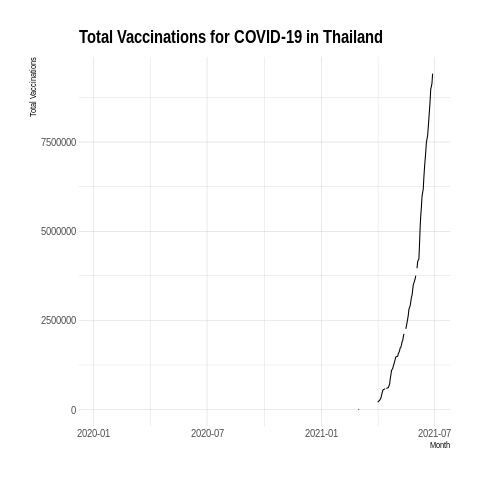 Total Vaccinations for COVID-19 in Thailand
Total Vaccinations
7500000
5000000
2500000
0
2020-01 2020-07 2021-01 2021-07
Month